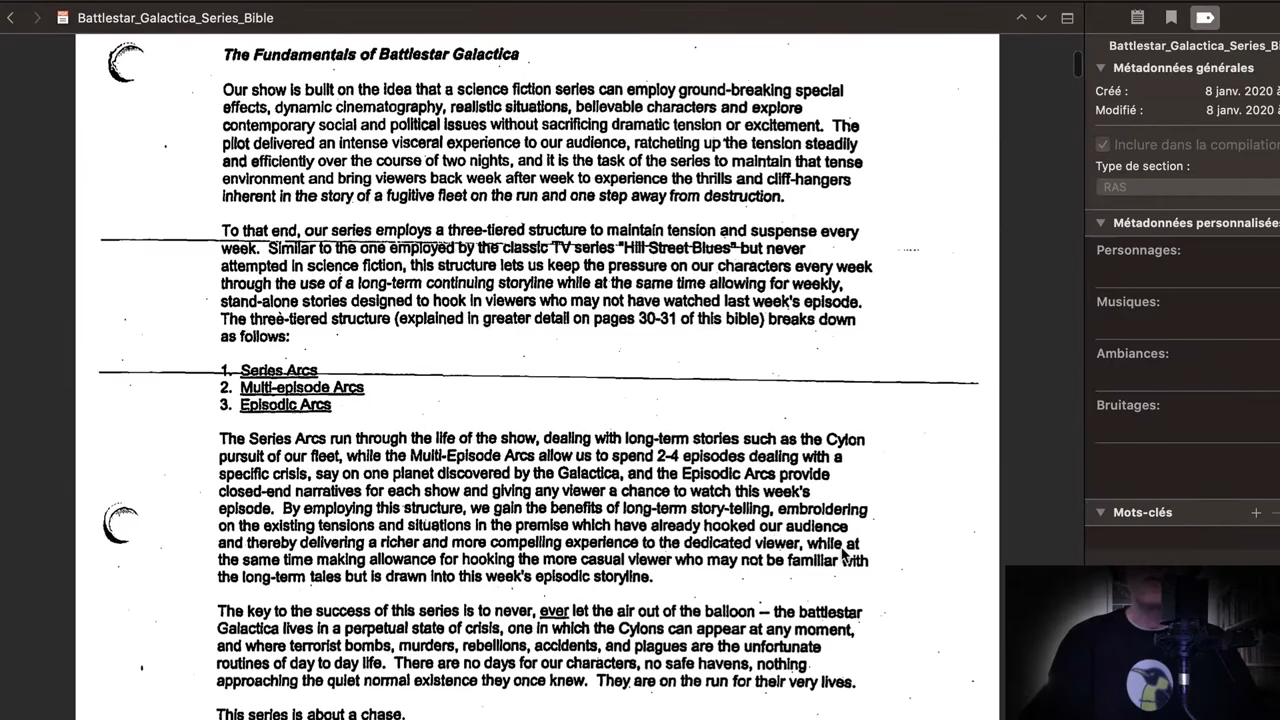 Battlestar_Galactica_Series_Bible
The Fundamentals of Battlestar Galactica
Our show is built on the idea that a science fiction series can employ ground-breaking special
effects, dynamic cinematography, realistic situations, believable characters and explore
contemporary social and political issues without sacrificing dramatic tension or excitement. The
pilot delivered an intense visceral experience to our audience, ratcheting up the tension steadily
and efficiently over the course of two nights, and it is the task of the series to maintain that tense
environment and bring viewers back week after week to experience the thrills and cliff-hangers
inherent in the story of a fugitive fleet on the run and one step away from destruction.
To that end, our series employs a three-tiered structure to maintain tension and suspense every
week. Similar to the one employed by the classic TV series "Hill Street Blues" but never
attempted in science fiction, this structure lets us keep the pressure on our characters every week
through the use of a long-term continuing storyline while at the same time allowing for weekly,
stand-alone stories designed to hook in viewers who may not have watched last week's episode.
The three-tiered structure (explained in greater detail on pages 30-31 of this bible) breaks down
as follows:
1. Series Arcs
2. Multi-episode Arcs
3. Episodic Arcs
The Series Arcs run through the life of the show, dealing with long-term stories such as the Cylon
pursuit of our fleet, while the Multi-Episode Arcs allow us to spend 2-4 episodes dealing with a
specific crisis, say on one planet discovered by the Galactica, and the Episodic Arcs provide
closed-end narratives for each show and giving any viewer a chance to watch this week's
episode. By employing this structure, we gain the benefits of long-term story-telling, embroidering
on the existing tensions and situations in the premise which have already hooked our audience
and thereby delivering a richer and more compelling experience to the dedicated viewer, while at
the same time making allowance for hooking the more casual viewer who may not be familiar with
the long-term tales but is drawn into this week's episodic storyline.
The key to the success of this series is to never, ever let the air out of the balloon – the battlestar
Galactica lives in a perpetual state of crisis, one in which the Cylons can appear at any moment,
and where terrorist bombs, murders, rebellions, accidents, and plagues are the unfortunate
routines of day to day life. There are no days for our characters, no safe havens, nothing
approaching the quiet normal existence they once knew. They are on the run for their very lives.
This series is about a chase.
Battlestar_Galactica_Series_Bi
Métadonnées générales
Créé : 8 janv. 2020 à
Modifié : 8 janv. 2020
Inclure dans la compilation
Type de section :
RAS
Métadonnées personnalisées
Personnages:
Musiques:
Ambiances:
Bruitages:
Mots-clés